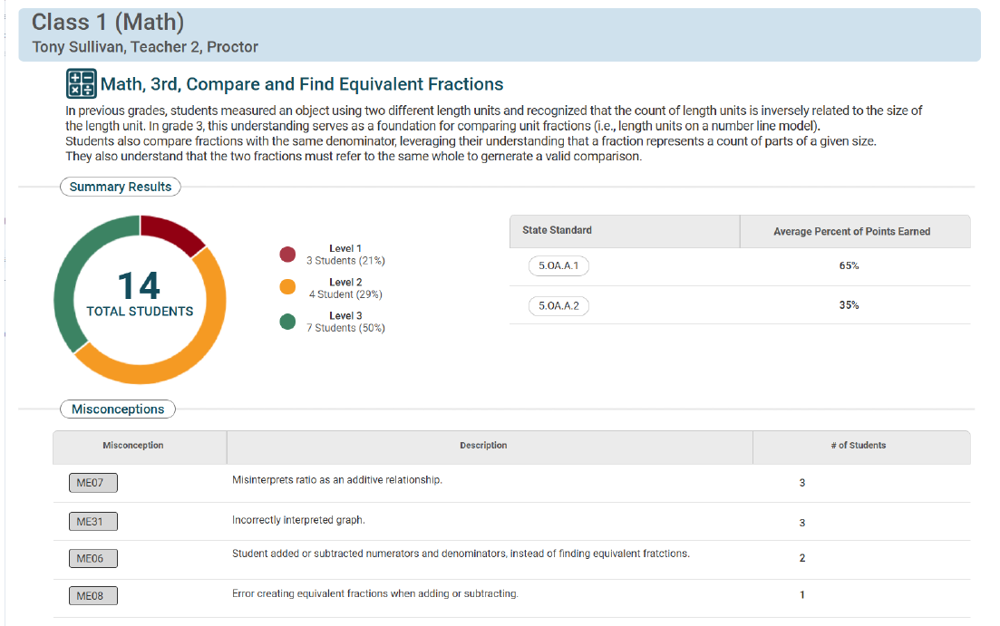 Class 1 (Math)
Tony Sullivan, Teacher 2, Proctor
Math, 3rd, Compare and Find Equivalent Fractions
In previous grades, students measured an object using two different length units and recognized that the count of length units is inversely related to the size of
the length unit. In grade 3, this understanding serves as a foundation for comparing unit fractions (i.e., length units on a number line model).
Students also compare fractions with the same denominator, leveraging their understanding that a fraction represents a count of parts of a given size.
They also understand that the two fractions must refer to the same whole to gernerate a valid comparison.
Summary Results
14
TOTAL STUDENTS
Level 1
3 Students (21%)
Level 2
4 Student (29%)
Level 3
7 Students (50%)
State Standard Average Percent of Points Earned
5.OA.A.1 65%
5.OA.A.2 35%
Misconceptions
Misconception Description # of Students
ME07 Misinterprets ratio as an additive relationship. 3
ME31 Incorrectly interpreted graph. 3
ME06 Student added or subtracted numerators and denominators, instead of finding equivalent fratctions. 2
ME08 Error creating equivalent fractions when adding or subtracting. 1